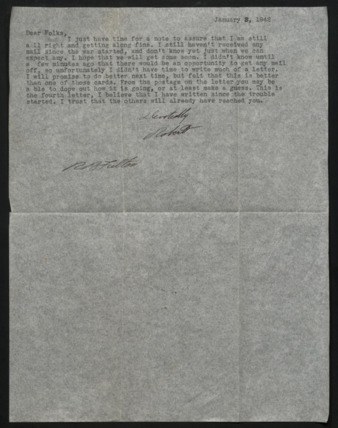 January 2, 1942
Dear Folks,
I just have time for a note to assure that I am still
all right and getting along fine. I still haven't received any
mail since the war started, and don't know yet just when we can
expect any. I hope that we will get some soon. I didn't know until
a few minutes ago that there would be an opportunity to get any mail
off, so unfortunately I didn't have time to write much of a letter.
I will promise to do better next time, but felt that this is better
than one of those cards. From the postage on the letter you may be
able to dope out how it is going, or at least make a guess. This is
the fourth letter, I believe that I have written since the trouble
started. I trust that the others will already have reached you.
Robert